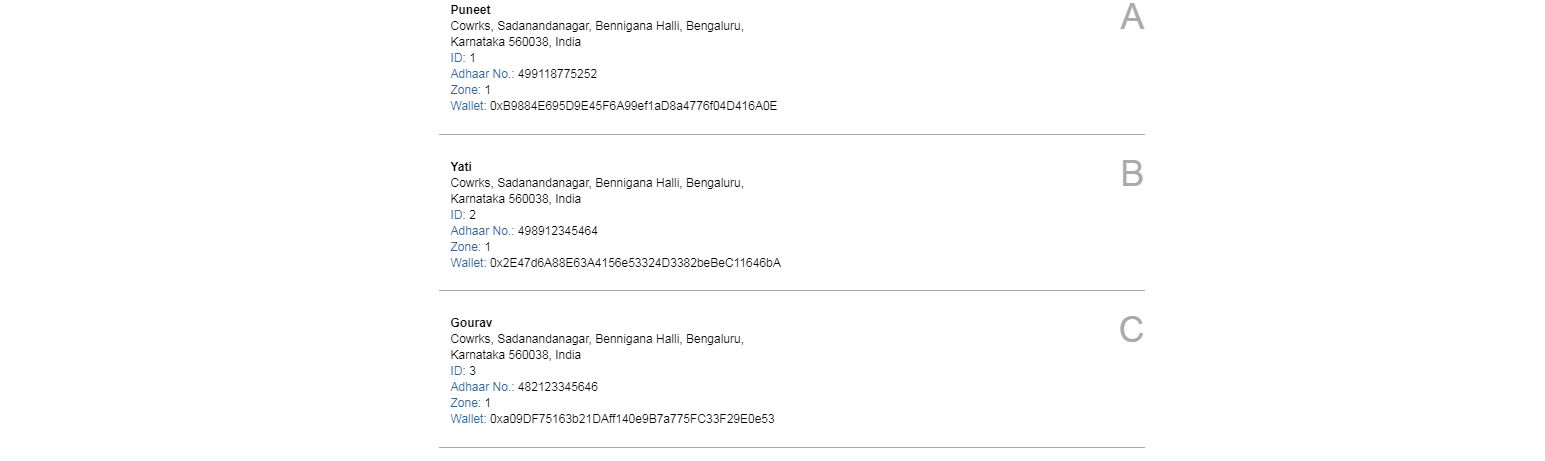 Puneet
A
Cowrks, Sadanandanagar, Bennigana Halli, Bengaluru,
Karnataka 560038, India
ID: 1
Adhaar No.: 499118775252
Zone: 1
Wallet: 0xB9884E695D9E45F6A99ef1aD8a4776f04D416A0E
Yati
B
Cowrks, Sadanandanagar, Bennigana Halli, Bengaluru,
Karnataka 560038, India
ID: 2
Adhaar No.: 498912345464
Zone: 1
Wallet: 0x2E47d6A88E63A4156e53324D3382beBeC11646bA
Gourav
C
Cowrks, Sadanandanagar, Bennigana Halli, Bengaluru,
Karnataka 560038, India
ID: 3
Adhaar No.: 482123345646
Zone: 1
Wallet: 0xa09DF75163b21DAff140e9B7a775FC33F29E0e53